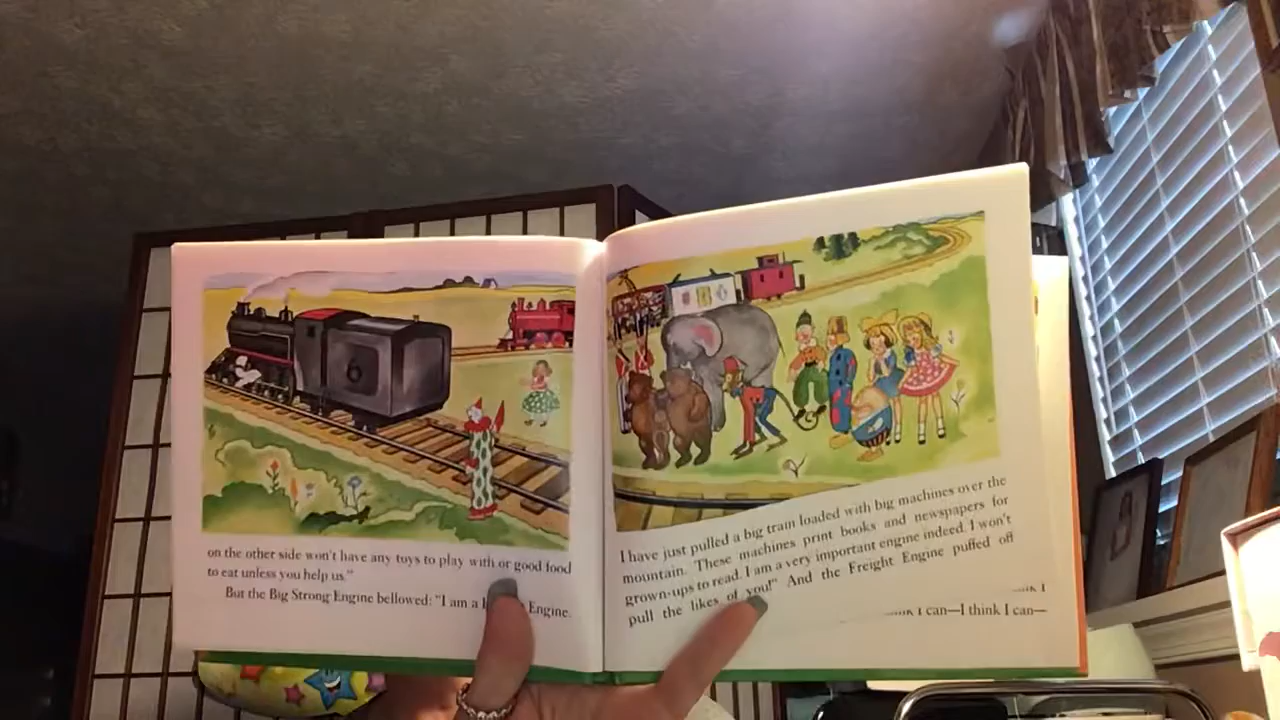 on the other side won't have any toys to play with or good food
to eat unless you help us."
But the Big Strong Engine bellowed: "I am a Engine.
I have just pulled a big train loaded with big machines over the
mountain. These machines print books and newspapers for
grown-ups to read. I am a very important engine indeed. I won't
pull the likes of you!" And the Freight Engine puffed off
I
I can—I think I can—